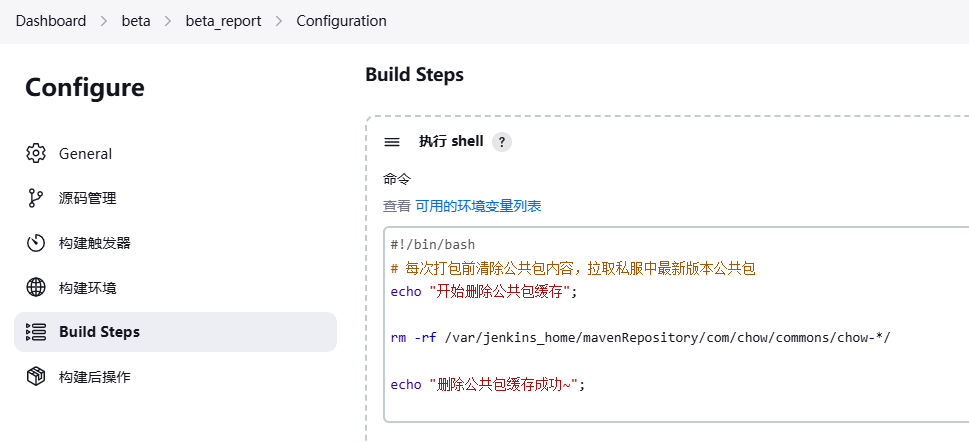 Dashboard > beta > beta_report > Configuration
Configure
General
源码管理
构建触发器
构建环境
Build Steps
构建后操作
Build Steps
执行 shell ?
命令
查看 可用的环境变量列表
#!/bin/bash
# 每次打包前清除公共包内容，拉取私服中最新版本公共包
echo "开始删除公共包缓存";
rm -rf /var/jenkins_home/mavenRepository/com/chow/commons/chow-*/
echo "删除公共包缓存成功~";